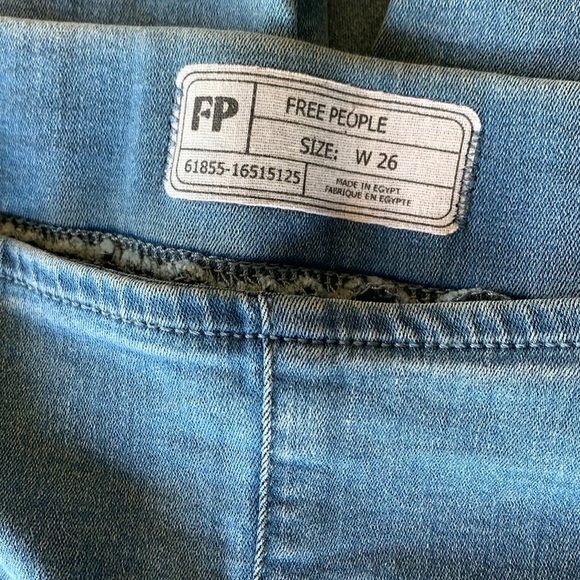 FP
FREE PEOPLE
SIZE: W 26
61855-16515125
MADE IN EGYPT
FABRIQUE EN EGYPTE